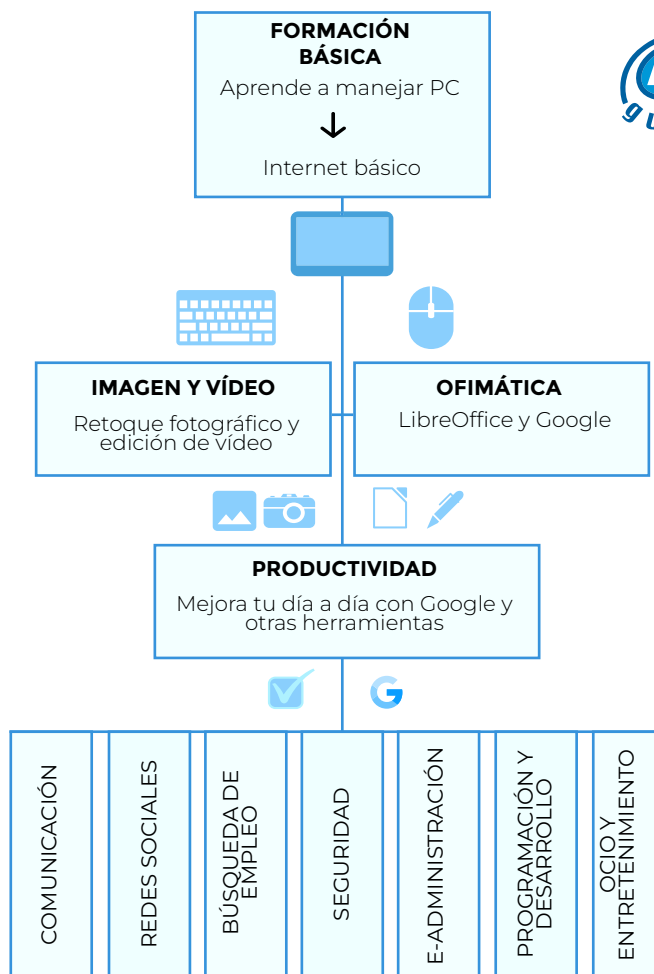 FORMACIÓN
BÁSICA
Aprende a manejar PC
Internet básico
IMAGEN Y VÍDEO
Retoque fotográfico y
edición de vídeo
OFIMÁTICA
LibreOffice y Google
PRODUCTIVIDAD
Mejora tu día a día con Google y
otras herramientas
G
COMUNICACIÓN
REDES SOCIALES
BÚSQUEDA DE
EMPLEO
SEGURIDAD
E-ADMINISTRACIÓN
PROGRAMACIÓN Y
DESARROLLO
OCIO Y
ENTRETENIMIENTO